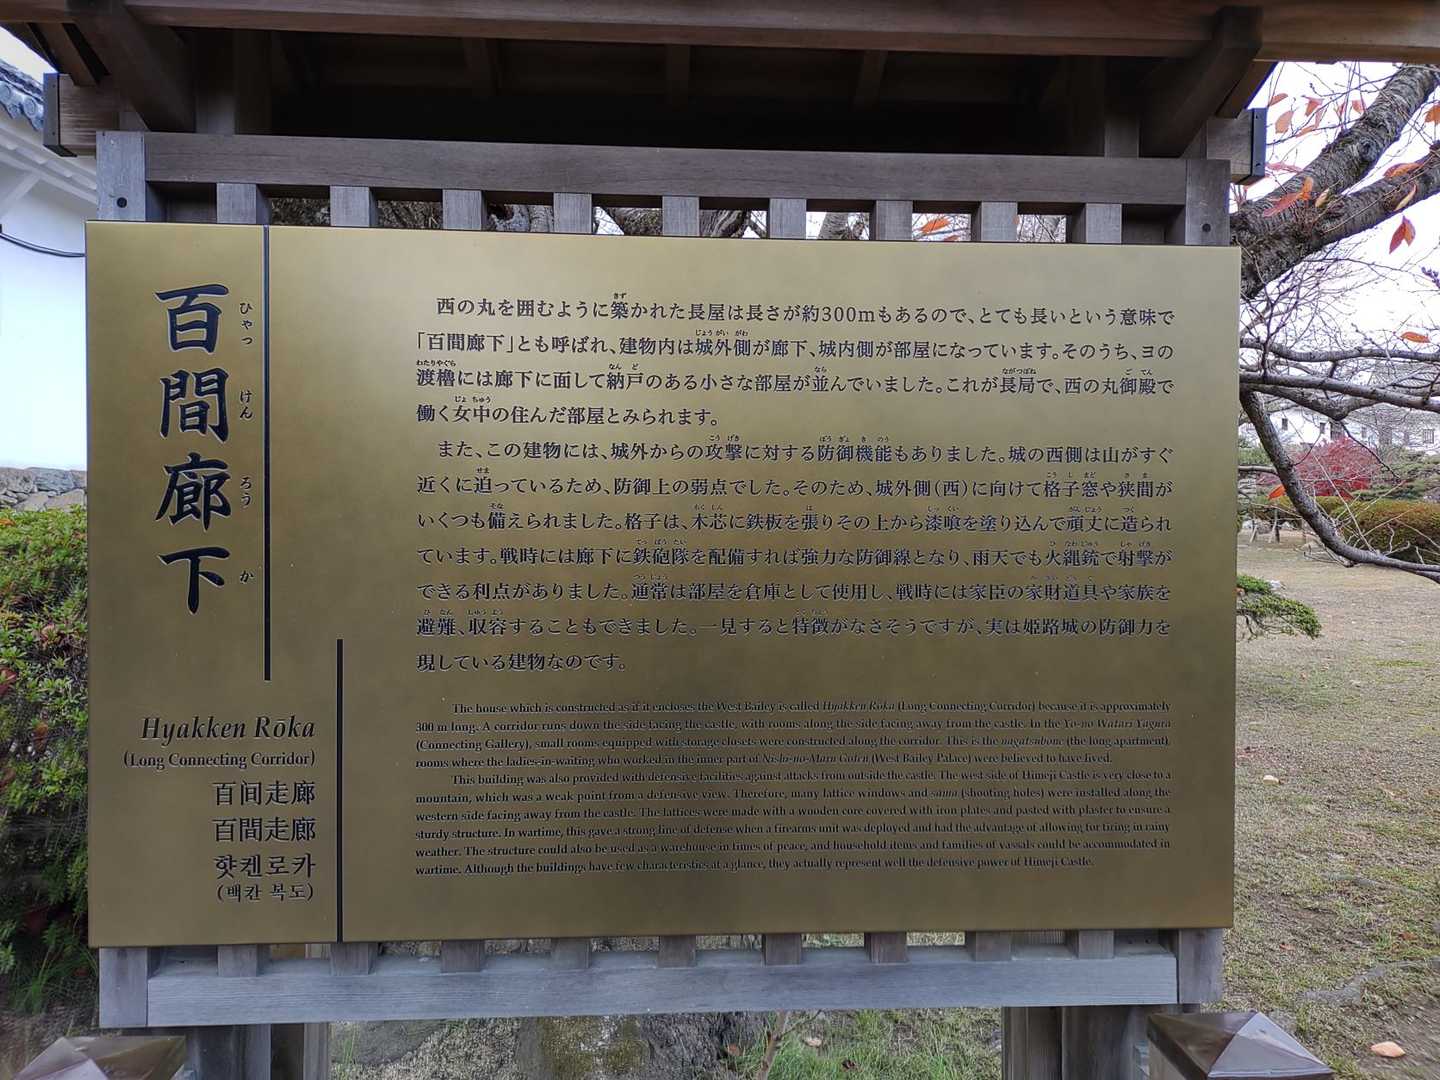 百間廊下
ひゃっ けん ろう か
Hyakken Rōka
(Long Connecting Corridor)
百间走廊
百間走廊
햣켄로카
(백칸 복도)
西の丸を囲むように築かれた長屋は長さが約300mもあるので、とても長いという意味で
「百間廊下」とも呼ばれ、建物内は城外側が廊下、城内側が部屋になっています。そのうち、ヨの
渡櫓には廊下に面して納戸のある小さな部屋が並んでいました。これが長局で、西の丸御殿で
働く女中の住んだ部屋とみられます。
また、この建物には、城外からの攻撃に対する防御機能もありました。城の西側は山がすぐ
近くに迫っているため、防御上の弱点でした。そのため、城外側(西)に向けて格子窓や狭間が
いくつも備えられました。格子は、木芯に鉄板を張りその上から漆喰を塗り込んで頑丈に造られ
ています。戦時には廊下に鉄砲隊を配備すれば強力な防御線となり、雨天でも火縄銃で射撃が
できる利点がありました。通常は部屋を倉庫として使用し、戦時には家臣の家財道具や家族を
避難、収容することもできました。一見すると特徴がなさそうですが、実は姫路城の防御力を
現している建物なのです。
The house which is constructed as if it encloses the West Bailey is called Hyakken Rōka (Long Connecting Corridor) because it is approximately
300 m long. A corridor runs down the side facing the castle, with rooms along the side facing away from the castle. In the Yo-no Watari Yagura
(Connecting Gallery), small rooms equipped with storage closets were constructed along the corridor. This is the nagatsubone (the long apartment),
rooms where the ladies-in-waiting who worked in the inner part of Nishi-no-Maru Goten (West Bailey Palace) were believed to have lived.
This building was also provided with defensive facilities against attacks from outside the castle. The west side of Himeji Castle is very close to a
mountain, which was a weak point from a defensive view. Therefore, many lattice windows and sama (shooting holes) were installed along the
western side facing away from the castle. The lattices were made with a wooden core covered with iron plates and pasted with plaster to ensure a
sturdy structure. In wartime, this gave a strong line of defense when a firearms unit was deployed and had the advantage of allowing for firing in rainy
weather. The structure could also be used as a warehouse in times of peace, and household items and families of vassals could be accommodated in
wartime. Although the buildings have few characteristics at a glance, they actually represent well the defensive power of Himeji Castle.